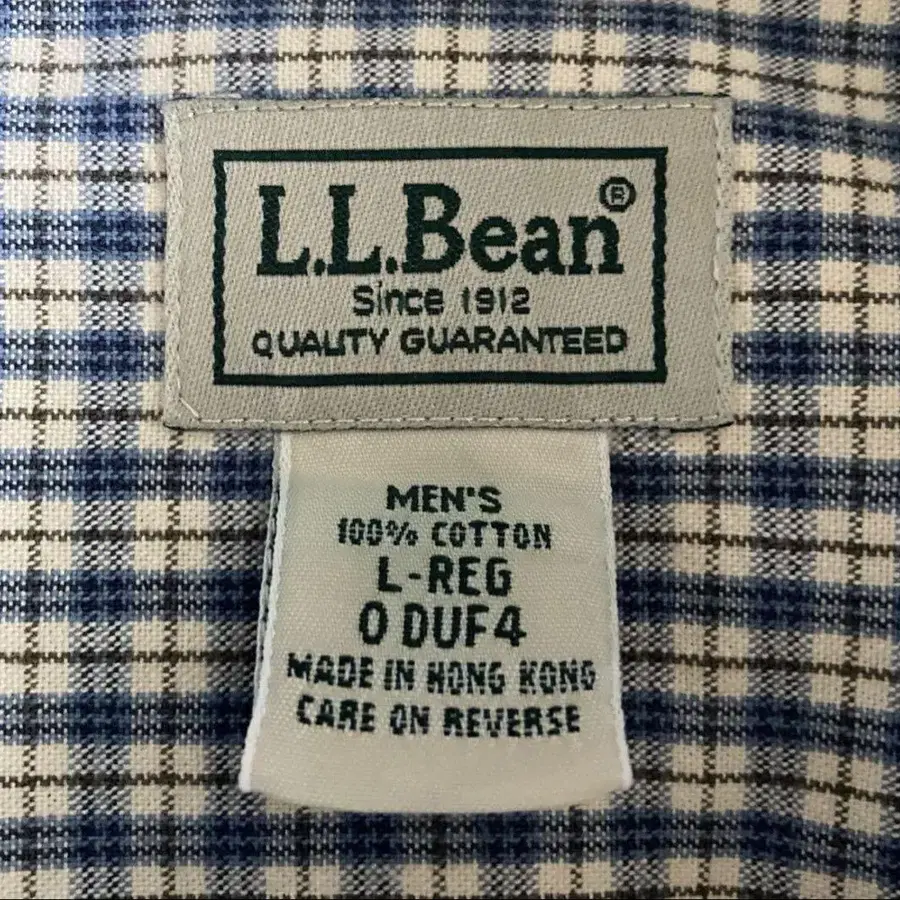 L.L.Bean®
Since 1912
QUALITY GUARANTEED
MEN'S
100% COTTON
L-REG
0 DUF4
MADE IN HONG KONG
CARE ON REVERSE